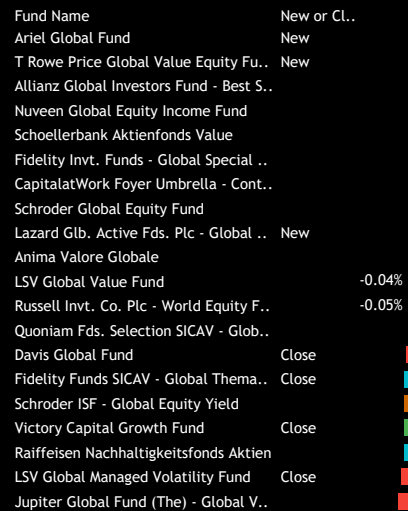 Fund Name New or Cl..
Ariel Global Fund New
T Rowe Price Global Value Equity Fu.. New
Allianz Global Investors Fund - Best S..
Nuveen Global Equity Income Fund
Schoellerbank Aktienfonds Value
Fidelity Invt. Funds - Global Special ..
CapitalatWork Foyer Umbrella - Cont..
Schroder Global Equity Fund
Lazard Glb. Active Fds. Plc - Global .. New
Anima Valore Globale
LSV Global Value Fund -0.04%
Russell Invt. Co. Plc - World Equity F.. -0.05%
Quoniam Fds. Selection SICAV - Glob..
Davis Global Fund Close
Fidelity Funds SICAV - Global Thema.. Close
Schroder ISF - Global Equity Yield
Victory Capital Growth Fund Close
Raiffeisen Nachhaltigkeitsfonds Aktien
LSV Global Managed Volatility Fund Close
Jupiter Global Fund (The) - Global V..